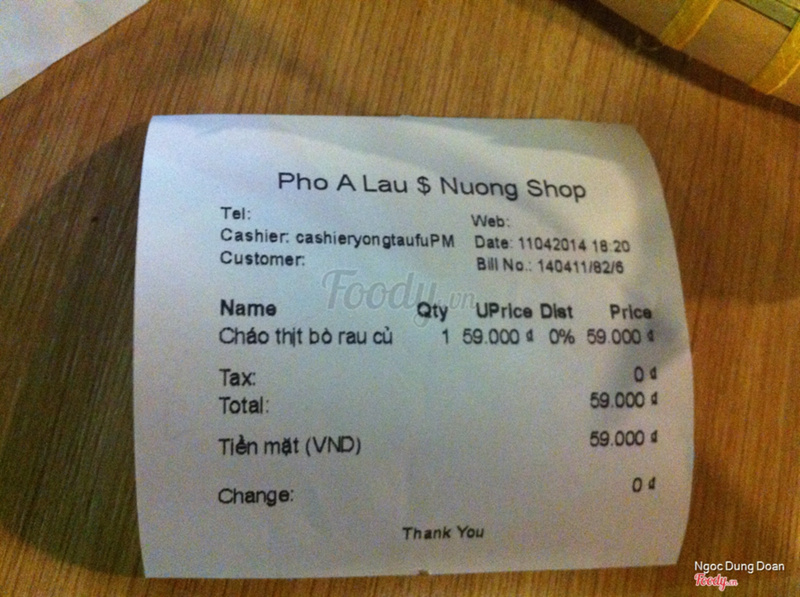 Pho A Lau $ Nuong Shop
Tel:
Web:
Cashier: cashieryongtaufuPM Date: 11042014 18:20
Customer:
Bill No.: 140411/82/6
Foody.vn
Name Qty UPrice Dist Price
Cháo thịt bò rau củ 1 59.000 ₫ 0% 59.000 ₫
Tax: 0 ₫
Total: 59.000 ₫
Tiền mặt (VND) 59.000 ₫
Change: 0 ₫
Thank You
Ngọc Dung Doan
Foody.vn